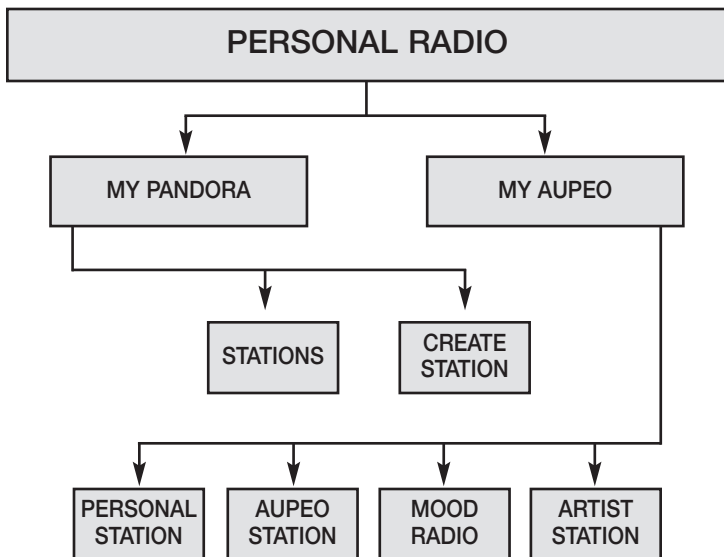 PERSONAL RADIO
MY PANDORA
MY AUPEO
STATIONS
CREATE
STATION
PERSONAL
STATION
AUPEO
STATION
MOOD
RADIO
ARTIST
STATION